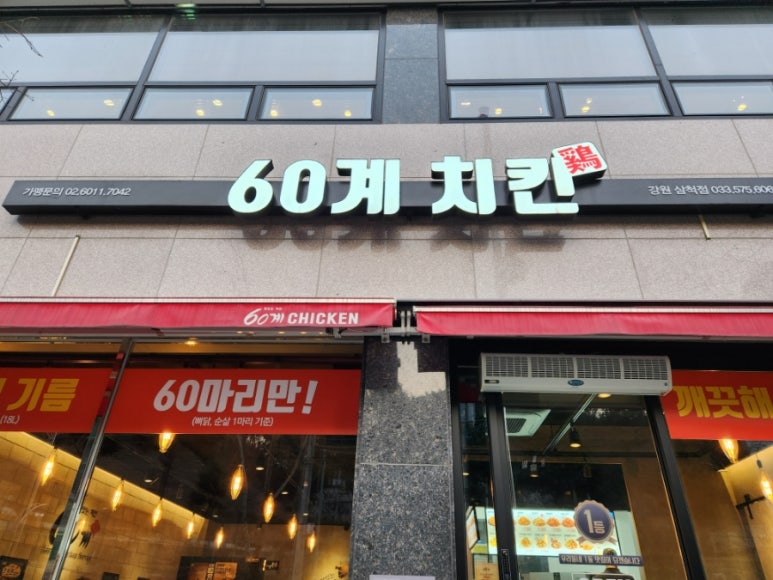 60계 치킨 鷄
가맹문의 02.6011.7042
강원 삼척점 033.575.606
60계 CHICKEN
기름
(18L)
60마리만!
(뼈닭, 순살 1마리 기준)
깨끗해
1등